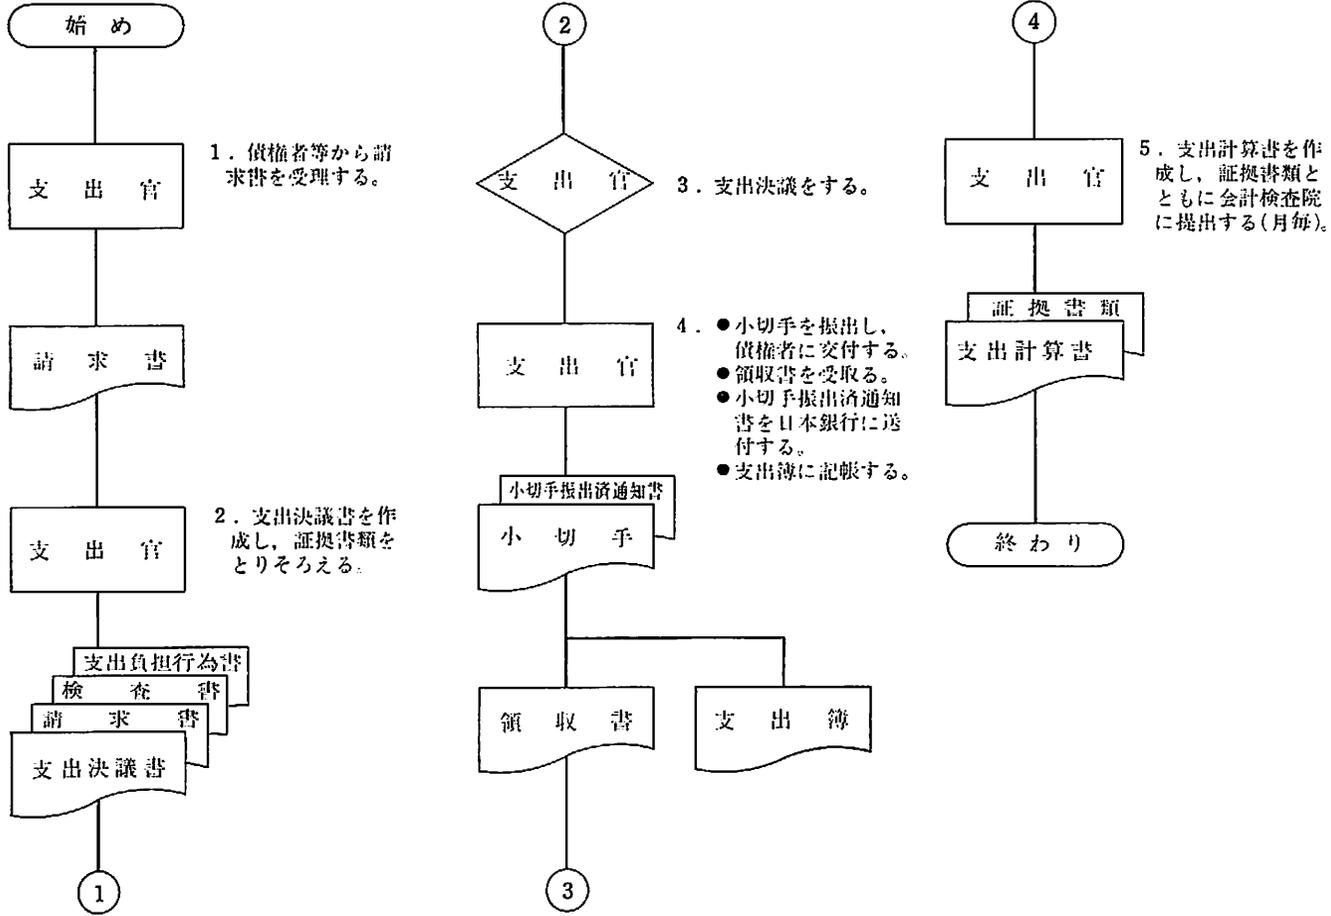 始め
支出官
1．債権者等から請
求書を受理する。
請求書
支出官
2．支出決議書を作
成し，証拠書類を
とりそろえる。
支出負担行為書
検査書
請求書
支出決議書
1
2
支出官
3．支出決議をする。
支出官
4．●小切手を振出し，
債権者に交付する。
●領収書を受取る。
●小切手振出済通知
書を日本銀行に送
付する。
●支出簿に記帳する。
小切手振出済通知書
小切手
領収書
支出簿
3
4
支出官
5．支出計算書を作
成し，証拠書類と
ともに会計検査院
に提出する(月毎)。
証拠書類
支出計算書
終わり